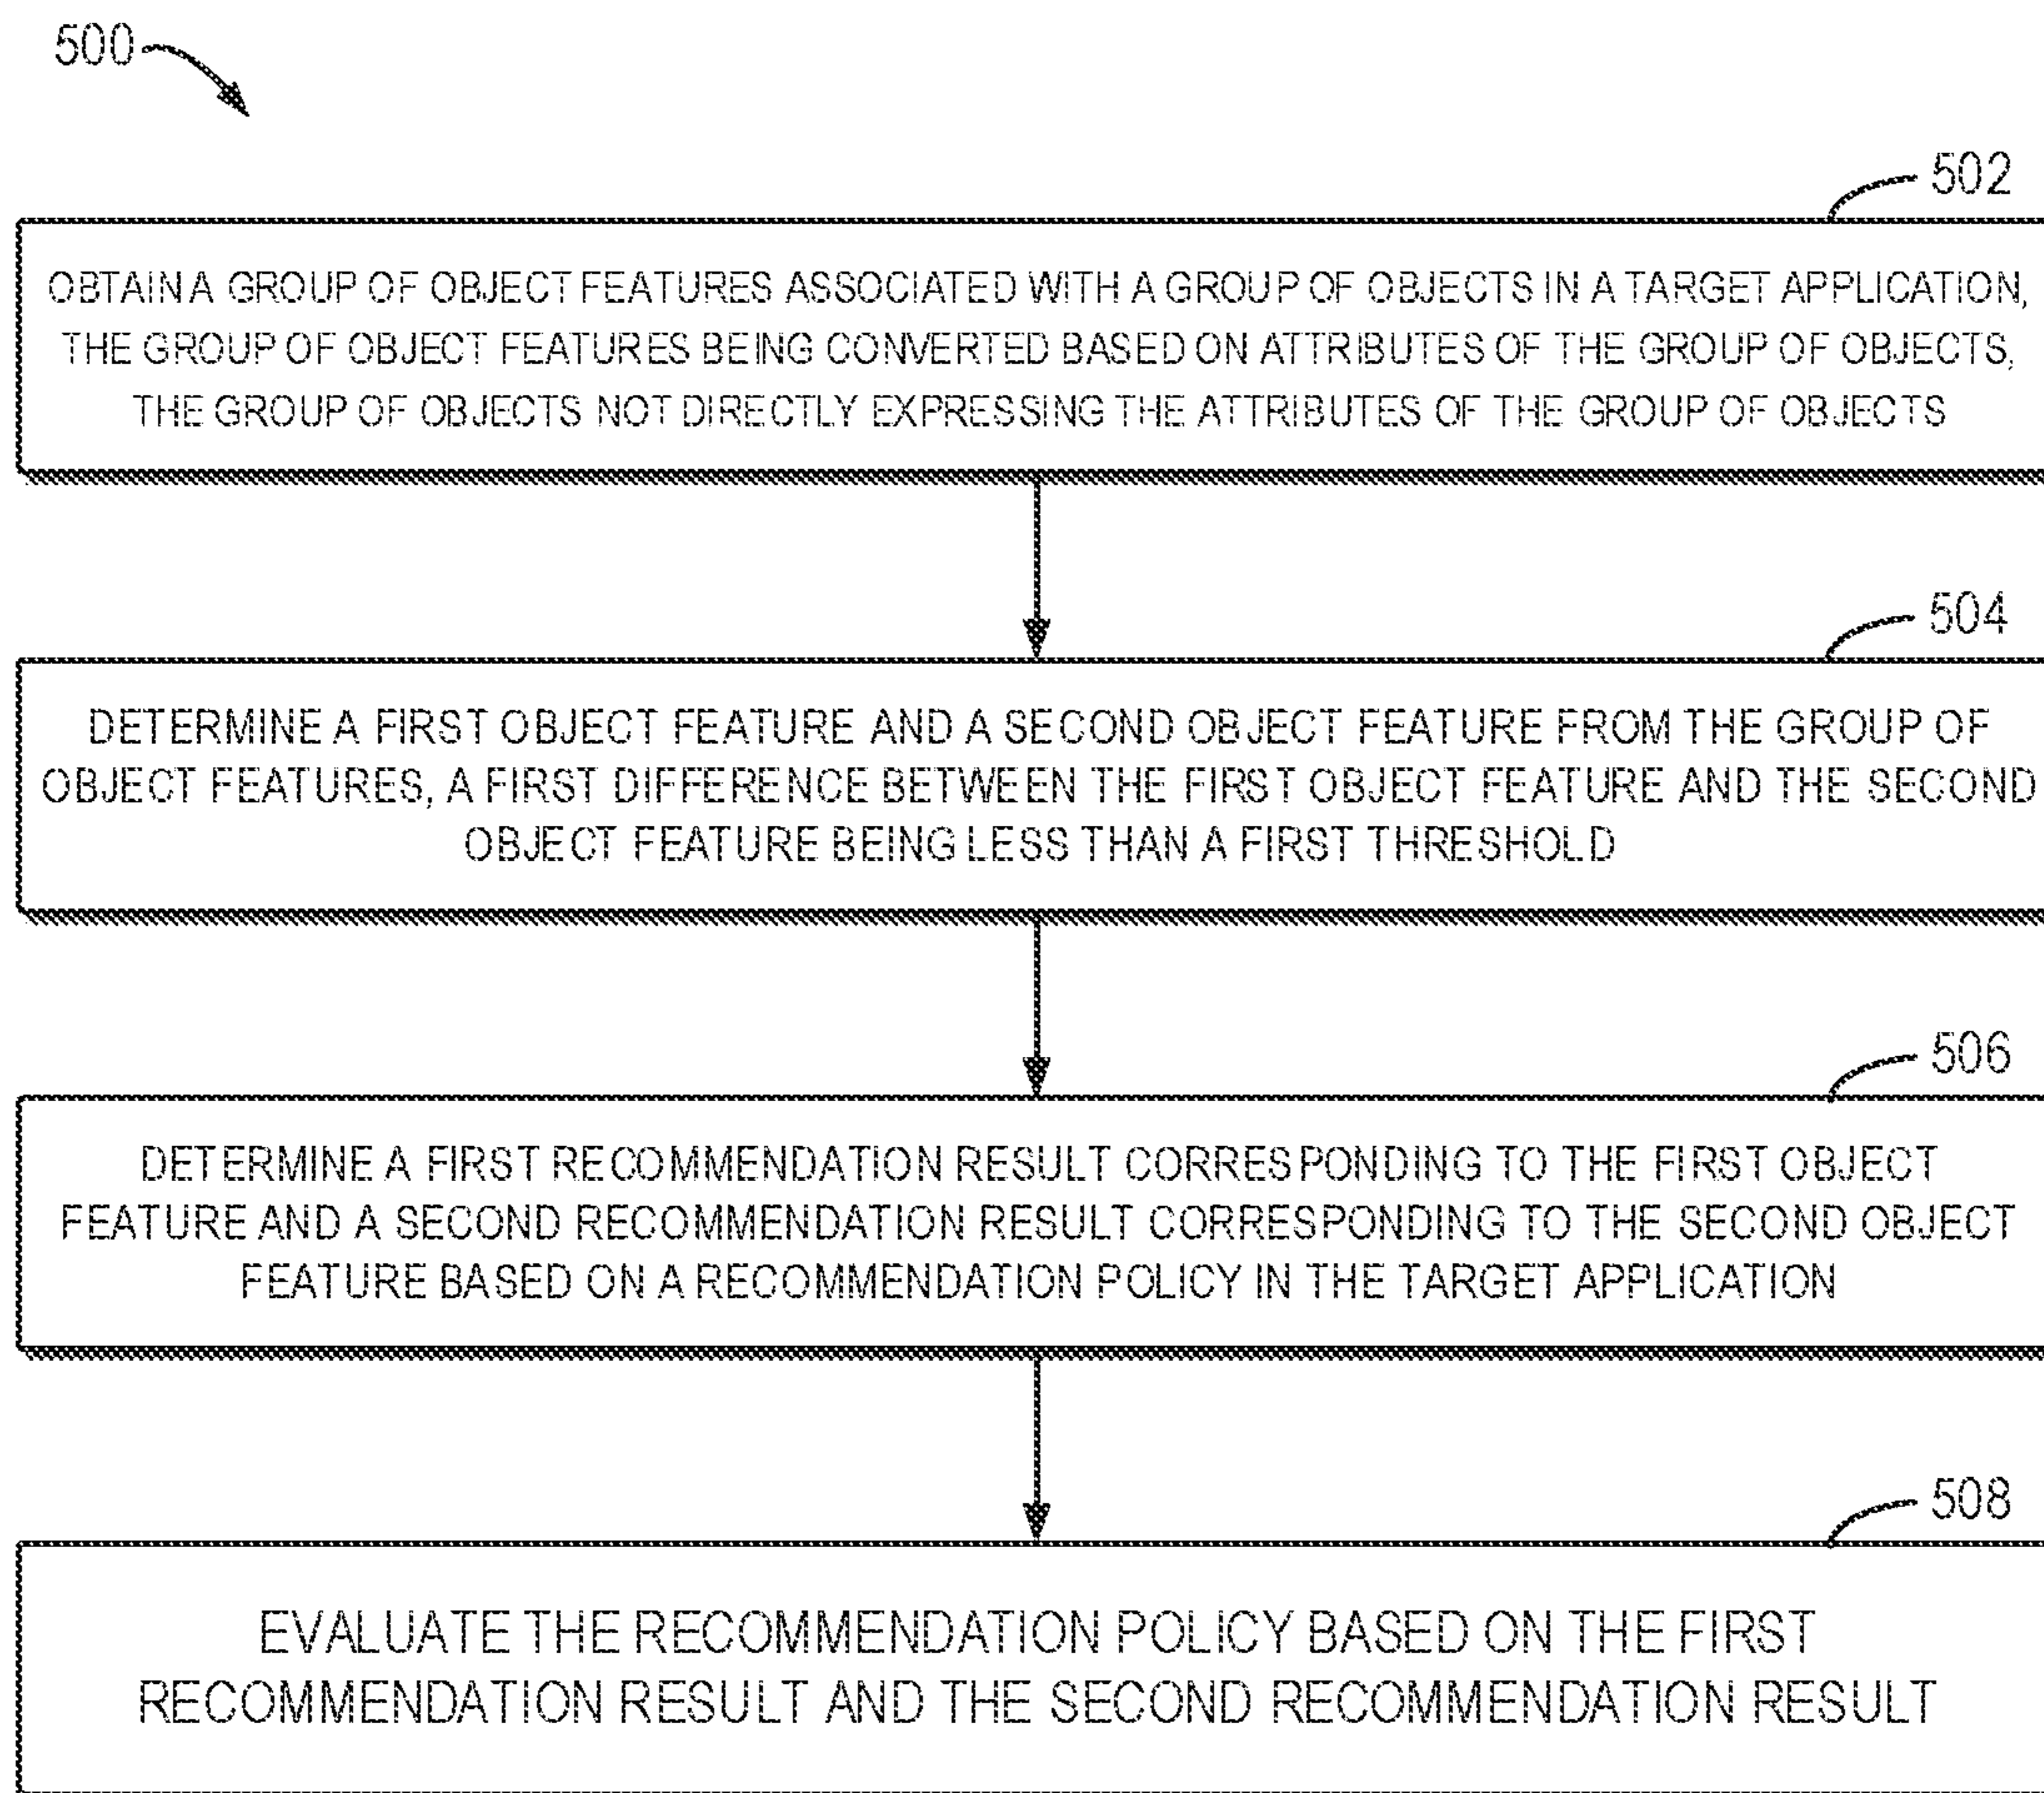 500
502
OBTAIN A GROUP OF OBJECT FEATURES ASSOCIATED WITH A GROUP OF OBJECTS IN A TARGET APPLICATION,
THE GROUP OF OBJECT FEATURES BEING CONVERTED BASED ON ATTRIBUTES OF THE GROUP OF OBJECTS,
THE GROUP OF OBJECTS NOT DIRECTLY EXPRESSING THE ATTRIBUTES OF THE GROUP OF OBJECTS
504
DETERMINE A FIRST OBJECT FEATURE AND A SECOND OBJECT FEATURE FROM THE GROUP OF
OBJECT FEATURES, A FIRST DIFFERENCE BETWEEN THE FIRST OBJECT FEATURE AND THE SECOND
OBJECT FEATURE BEING LESS THAN A FIRST THRESHOLD
506
DETERMINE A FIRST RECOMMENDATION RESULT CORRESPONDING TO THE FIRST OBJECT
FEATURE AND A SECOND RECOMMENDATION RESULT CORRESPONDING TO THE SECOND OBJECT
FEATURE BASED ON A RECOMMENDATION POLICY IN THE TARGET APPLICATION
508
EVALUATE THE RECOMMENDATION POLICY BASED ON THE FIRST
RECOMMENDATION RESULT AND THE SECOND RECOMMENDATION RESULT